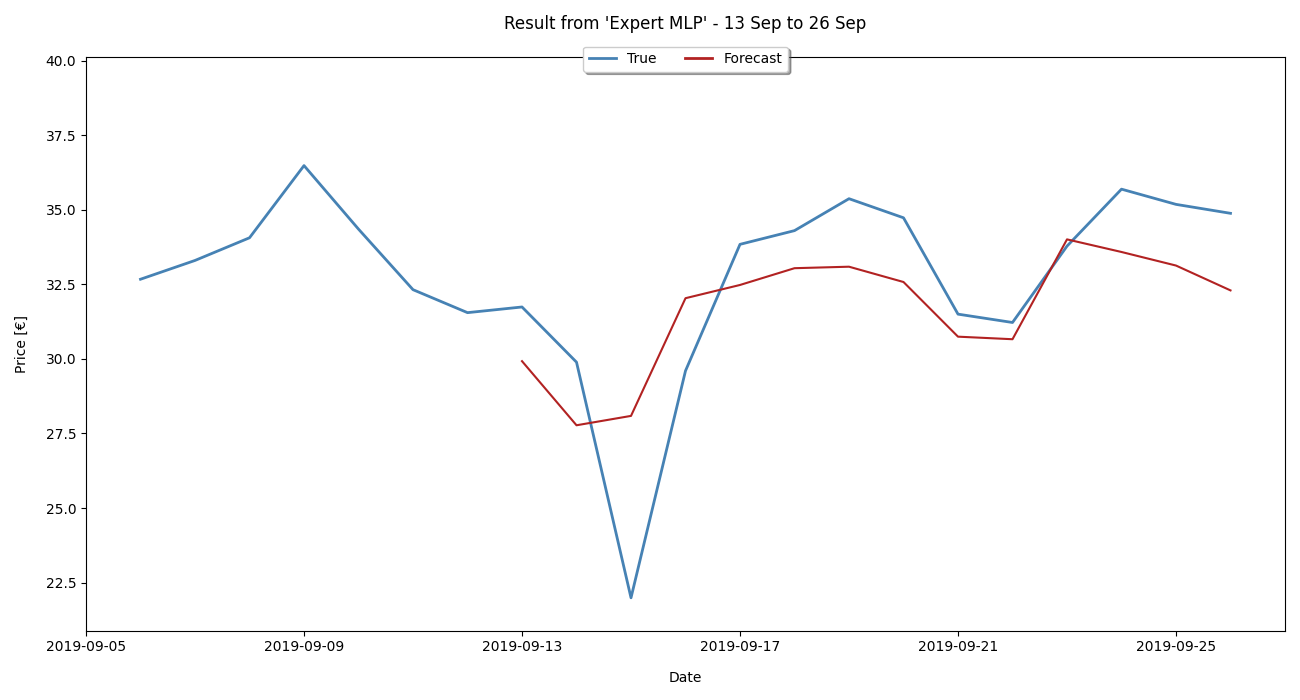 Result from 'Expert MLP' - 13 Sep to 26 Sep
True Forecast
40.0
37.5
35.0
32.5
30.0
27.5
25.0
22.5
Price [€]
2019-09-05 2019-09-09 2019-09-13 2019-09-17 2019-09-21 2019-09-25
Date